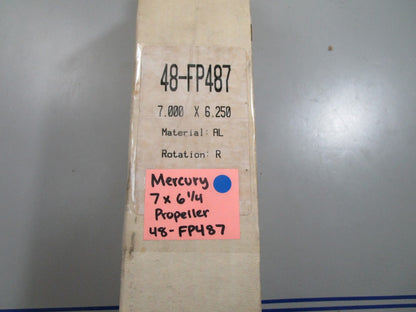 48-FP487
7.000 X 6.250
Material: AL
Rotation: R
Mercury
7 x 6 1/4
Propeller
48-FP487